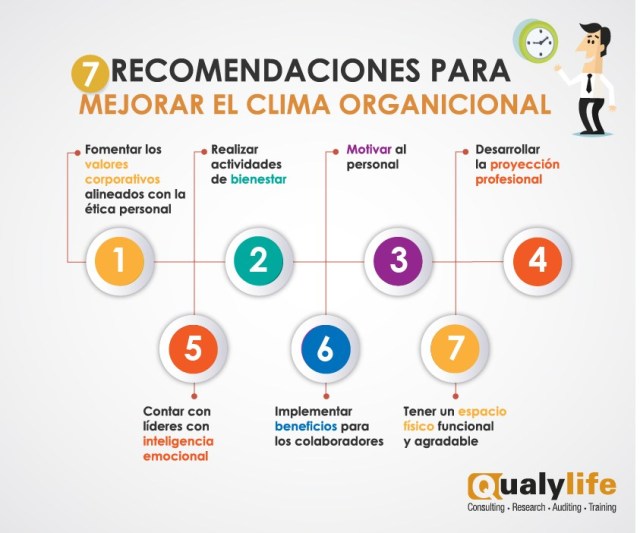 7 RECOMENDACIONES PARA
MEJORAR EL CLIMA ORGANICIONAL
Fomentar los
valores
corporativos
alineados con la
ética personal
Realizar
actividades
de bienestar
Motivar al
personal
Desarrollar
la proyección
profesional
1
2
3
4
5
6
7
Contar con
líderes con
inteligencia
emocional
Implementar
beneficios para
los colaboradores
Tener un espacio
físico funcional
y agradable
Qualylife
Consulting • Research • Auditing • Training